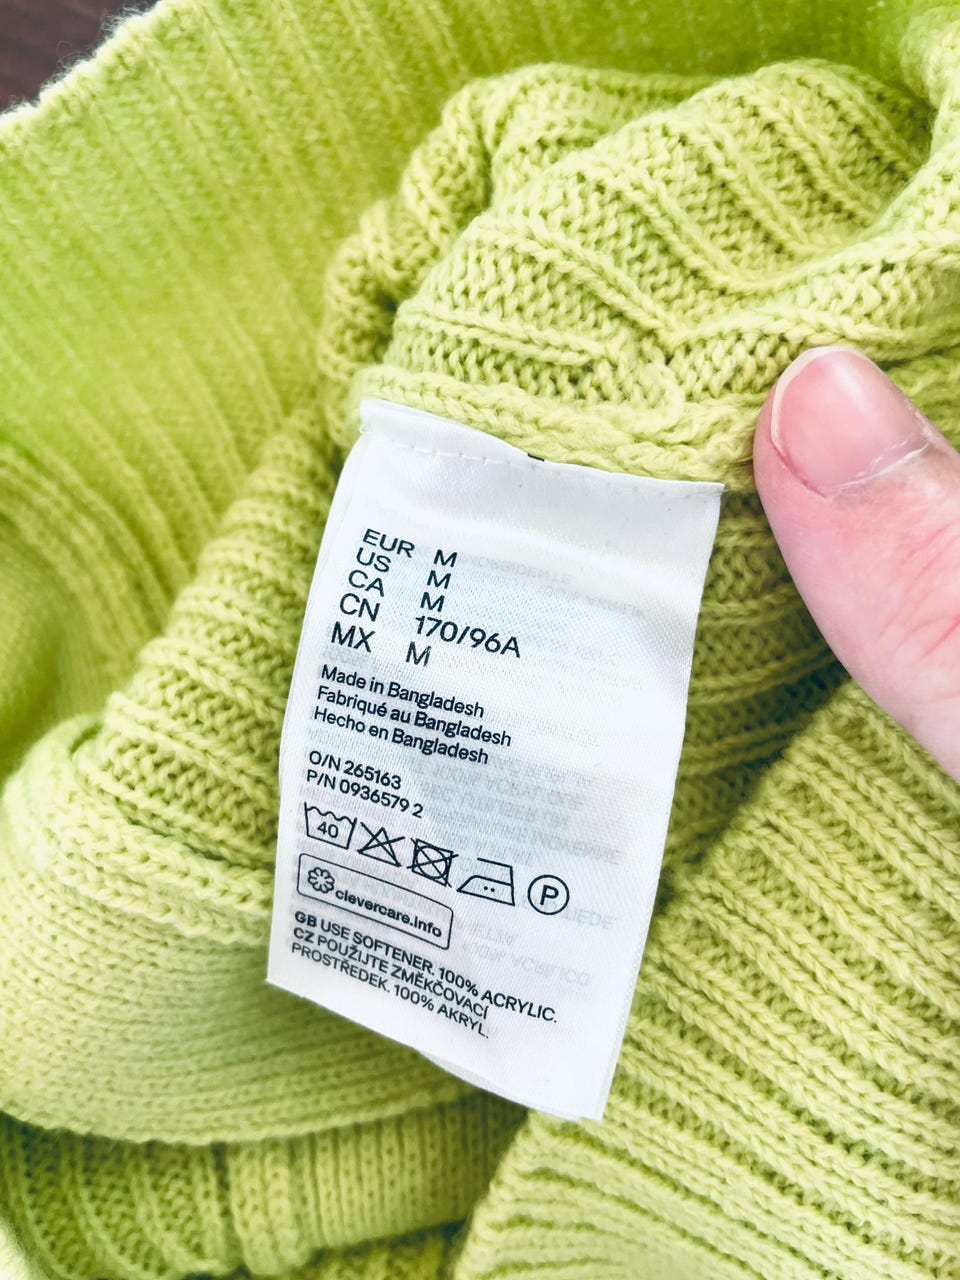 EUR M
US M
CA M
CN 170/96A
MX M
Made in Bangladesh
Fabriqué au Bangladesh
Hecho en Bangladesh
O/N 265163
P/N 0936579 2
40
P
clevercare.info
GB USE SOFTENER. 100% ACRYLIC.
CZ POUŽIJTE ZMĚKČOVACÍ
PROSTŘEDEK. 100% AKRYL.